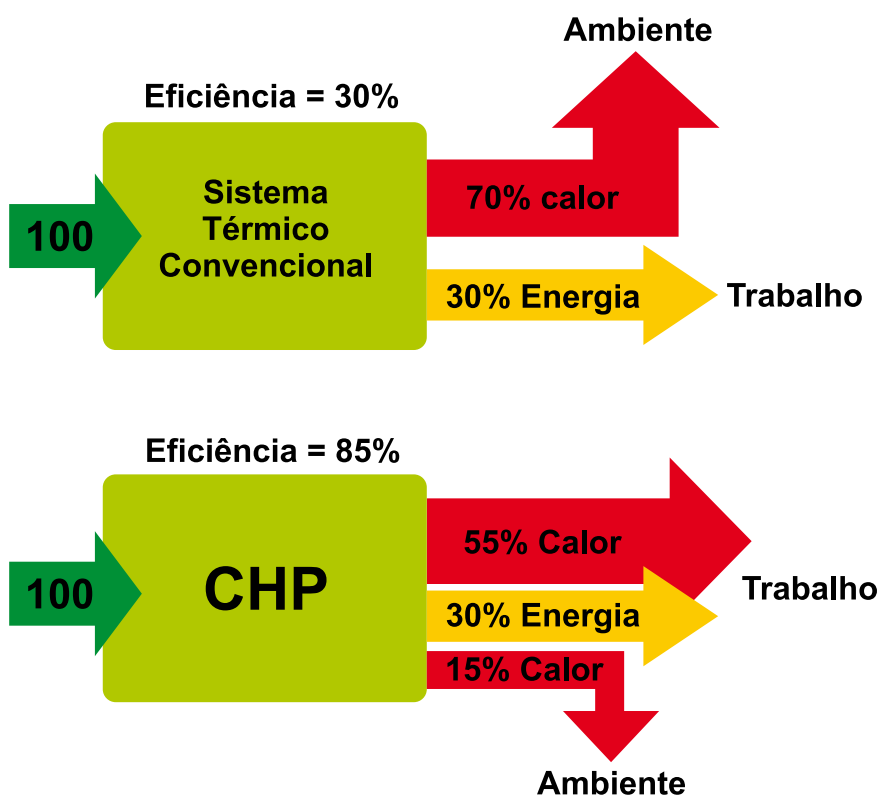 Ambiente
Eficiência = 30%
Sistema
Térmico
Convencional
100
70% calor
30% Energia
Trabalho
Eficiência = 85%
100
CHP
55% Calor
30% Energia
15% Calor
Trabalho
Ambiente